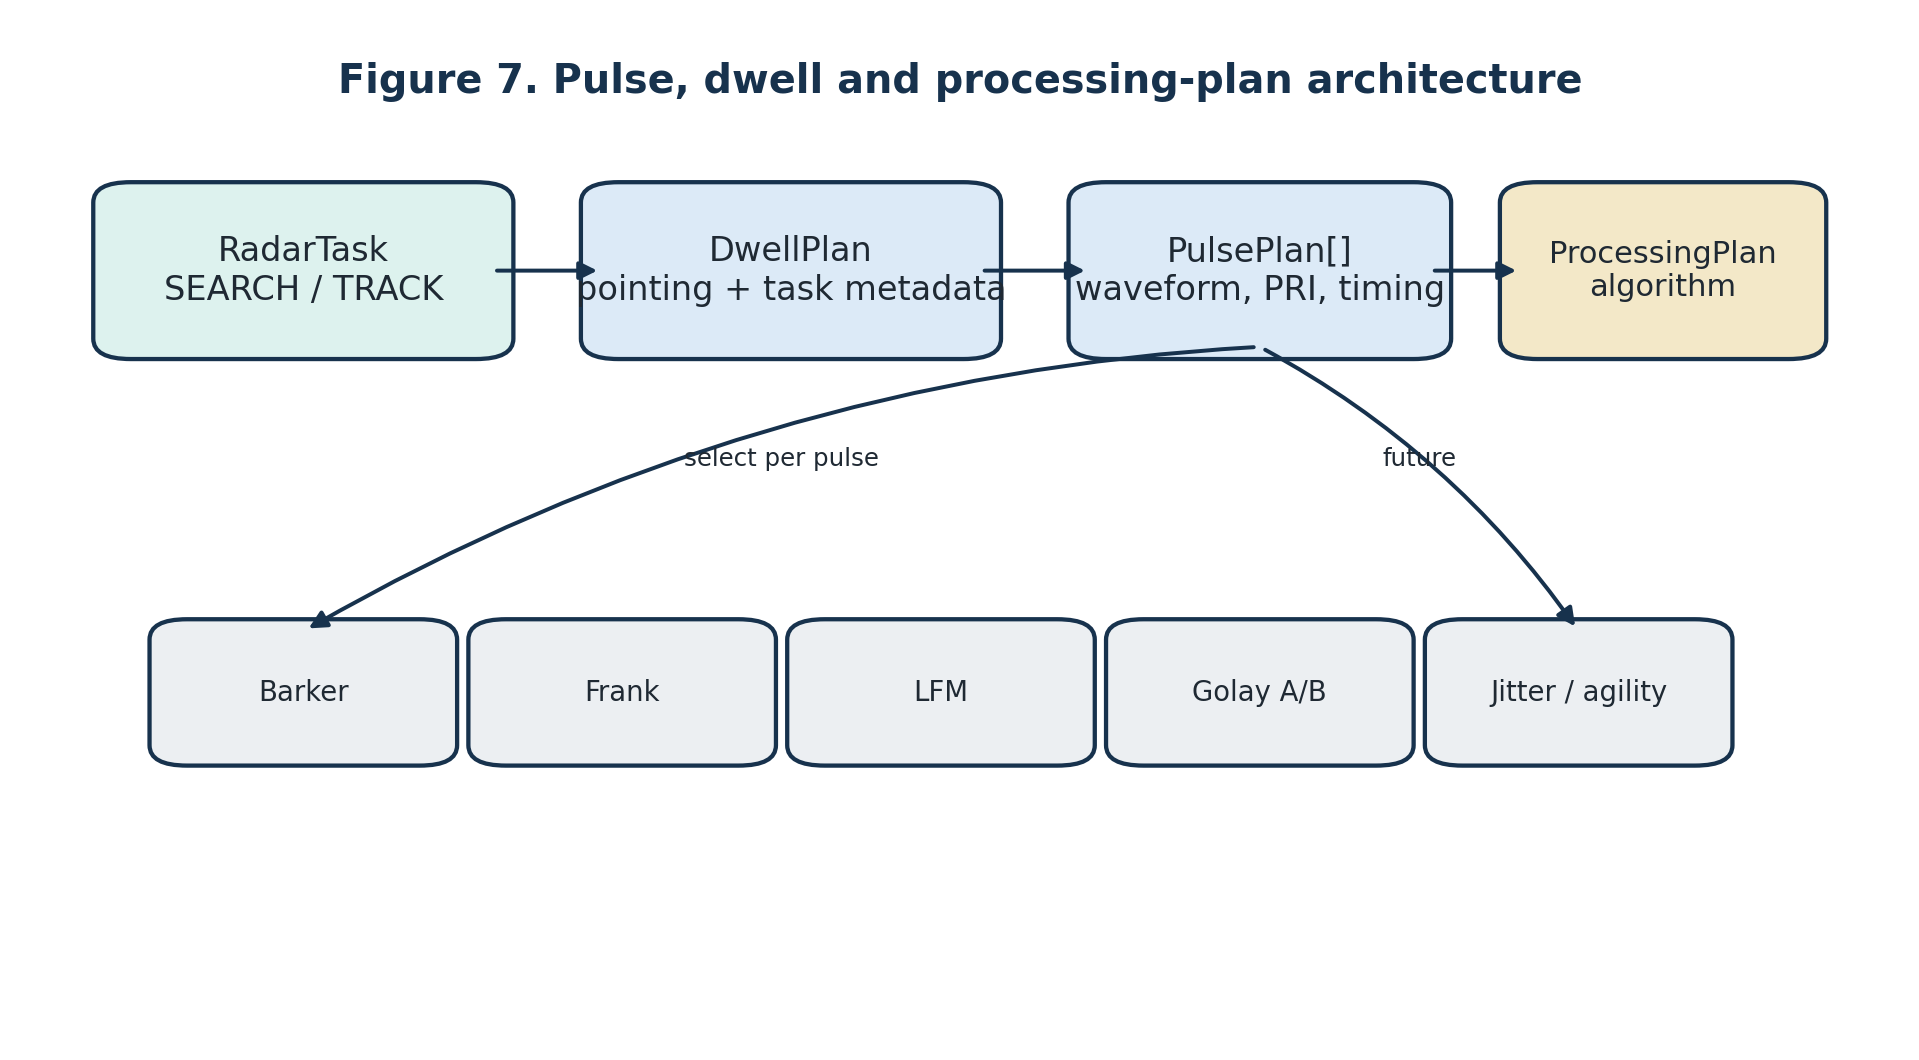 Figure 7. Pulse, dwell and processing-plan architecture
RadarTask
SEARCH / TRACK
DwellPlan
pointing + task metadata
PulsePlan[]
waveform, PRI, timing
ProcessingPlan
algorithm
select per pulse
future
Barker
Frank
LFM
Golay A/B
Jitter / agility